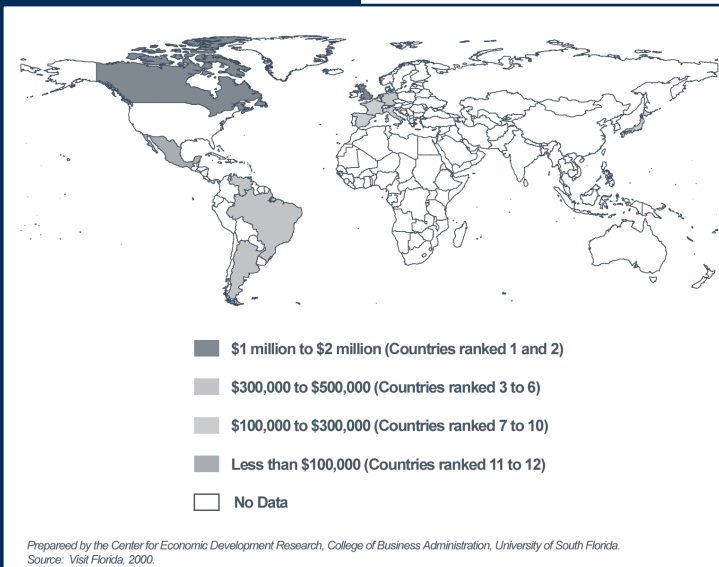 $1 million to $2 million (Countries ranked 1 and 2)
$300,000 to $500,000 (Countries ranked 3 to 6)
$100,000 to $300,000 (Countries ranked 7 to 10)
Less than $100,000 (Countries ranked 11 to 12)
No Data
Prepareed by the Center for Economic Development Research, College of Business Administration, University of South Florida.
Source: Visit Florida, 2000.